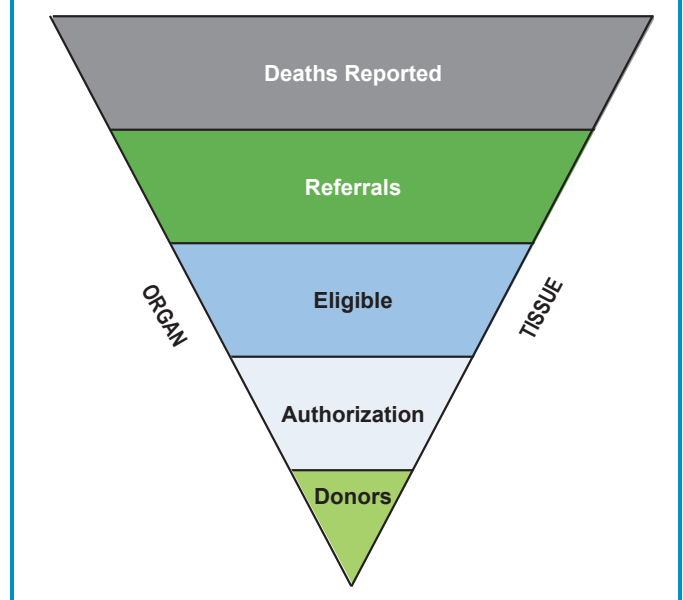 Deaths Reported
Referrals
Eligible
ORGAN
TISSUE
Authorization
Donors